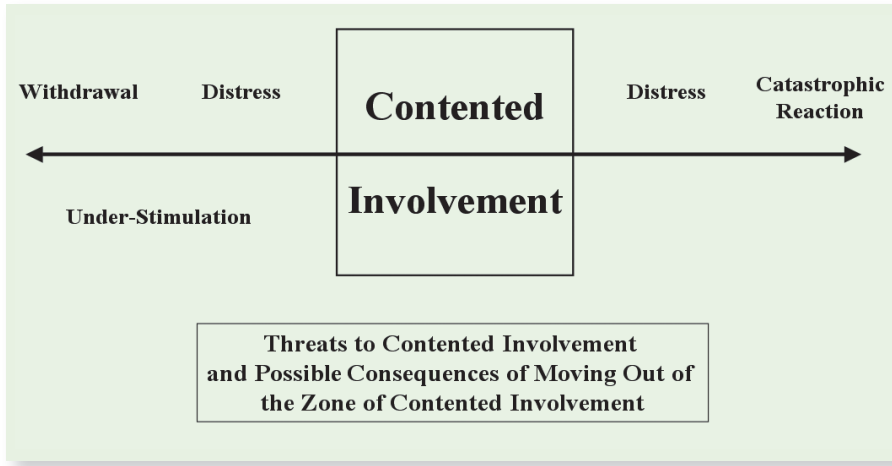 Withdrawal
Distress
Contented
Involvement
Distress
Catastrophic
Reaction
Under-Stimulation
Threats to Contented Involvement
and Possible Consequences of Moving Out of
the Zone of Contented Involvement